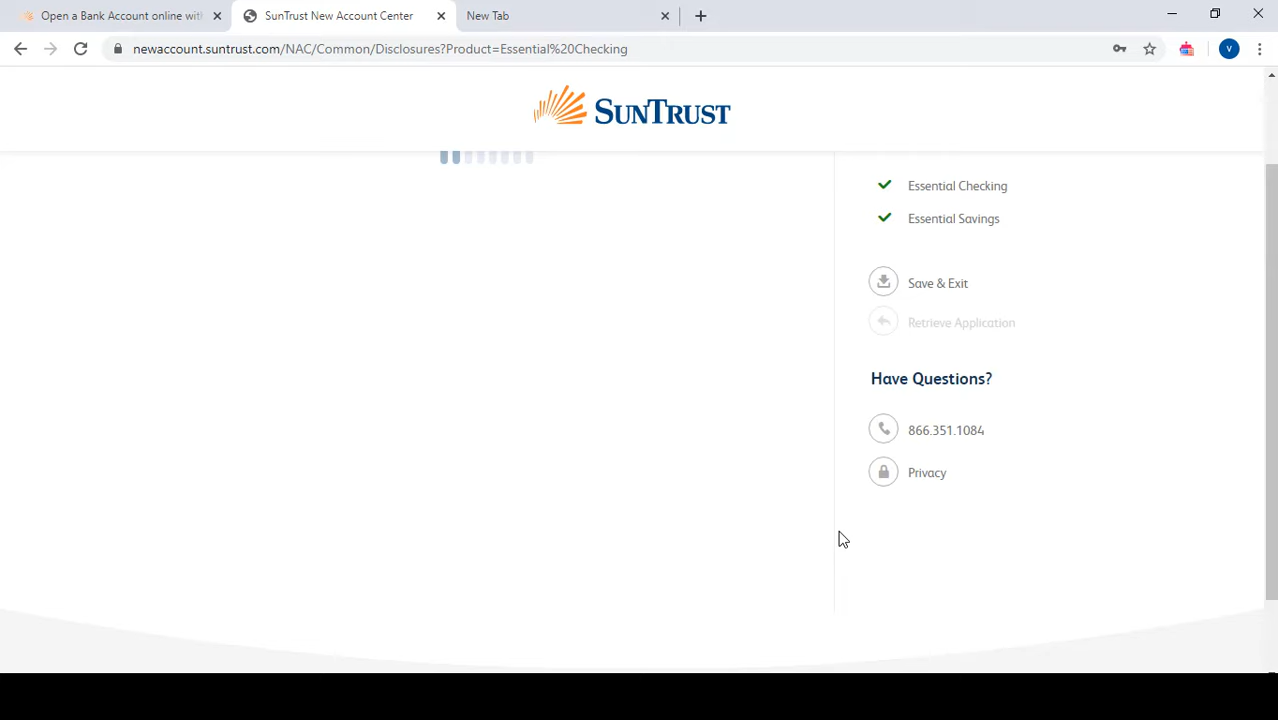 Open a Bank Account online with
SunTrust New Account Center
New Tab
newaccount.suntrust.com/NAC/Common/Disclosures?Product=Essential%20Checking
V
SUNTRUST
Essential Checking
Essential Savings
Save & Exit
Retrieve Application
Have Questions?
866.351.1084
Privacy